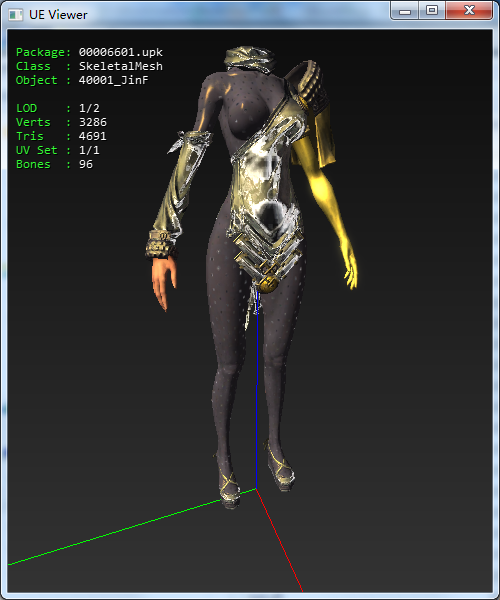 UE Viewer
Package: 00006601.upk
Class  : SkeletalMesh
Object : 40001_JinF
LOD    : 1/2
Verts  : 3286
Tris   : 4691
UV Set : 1/1
Bones  : 96